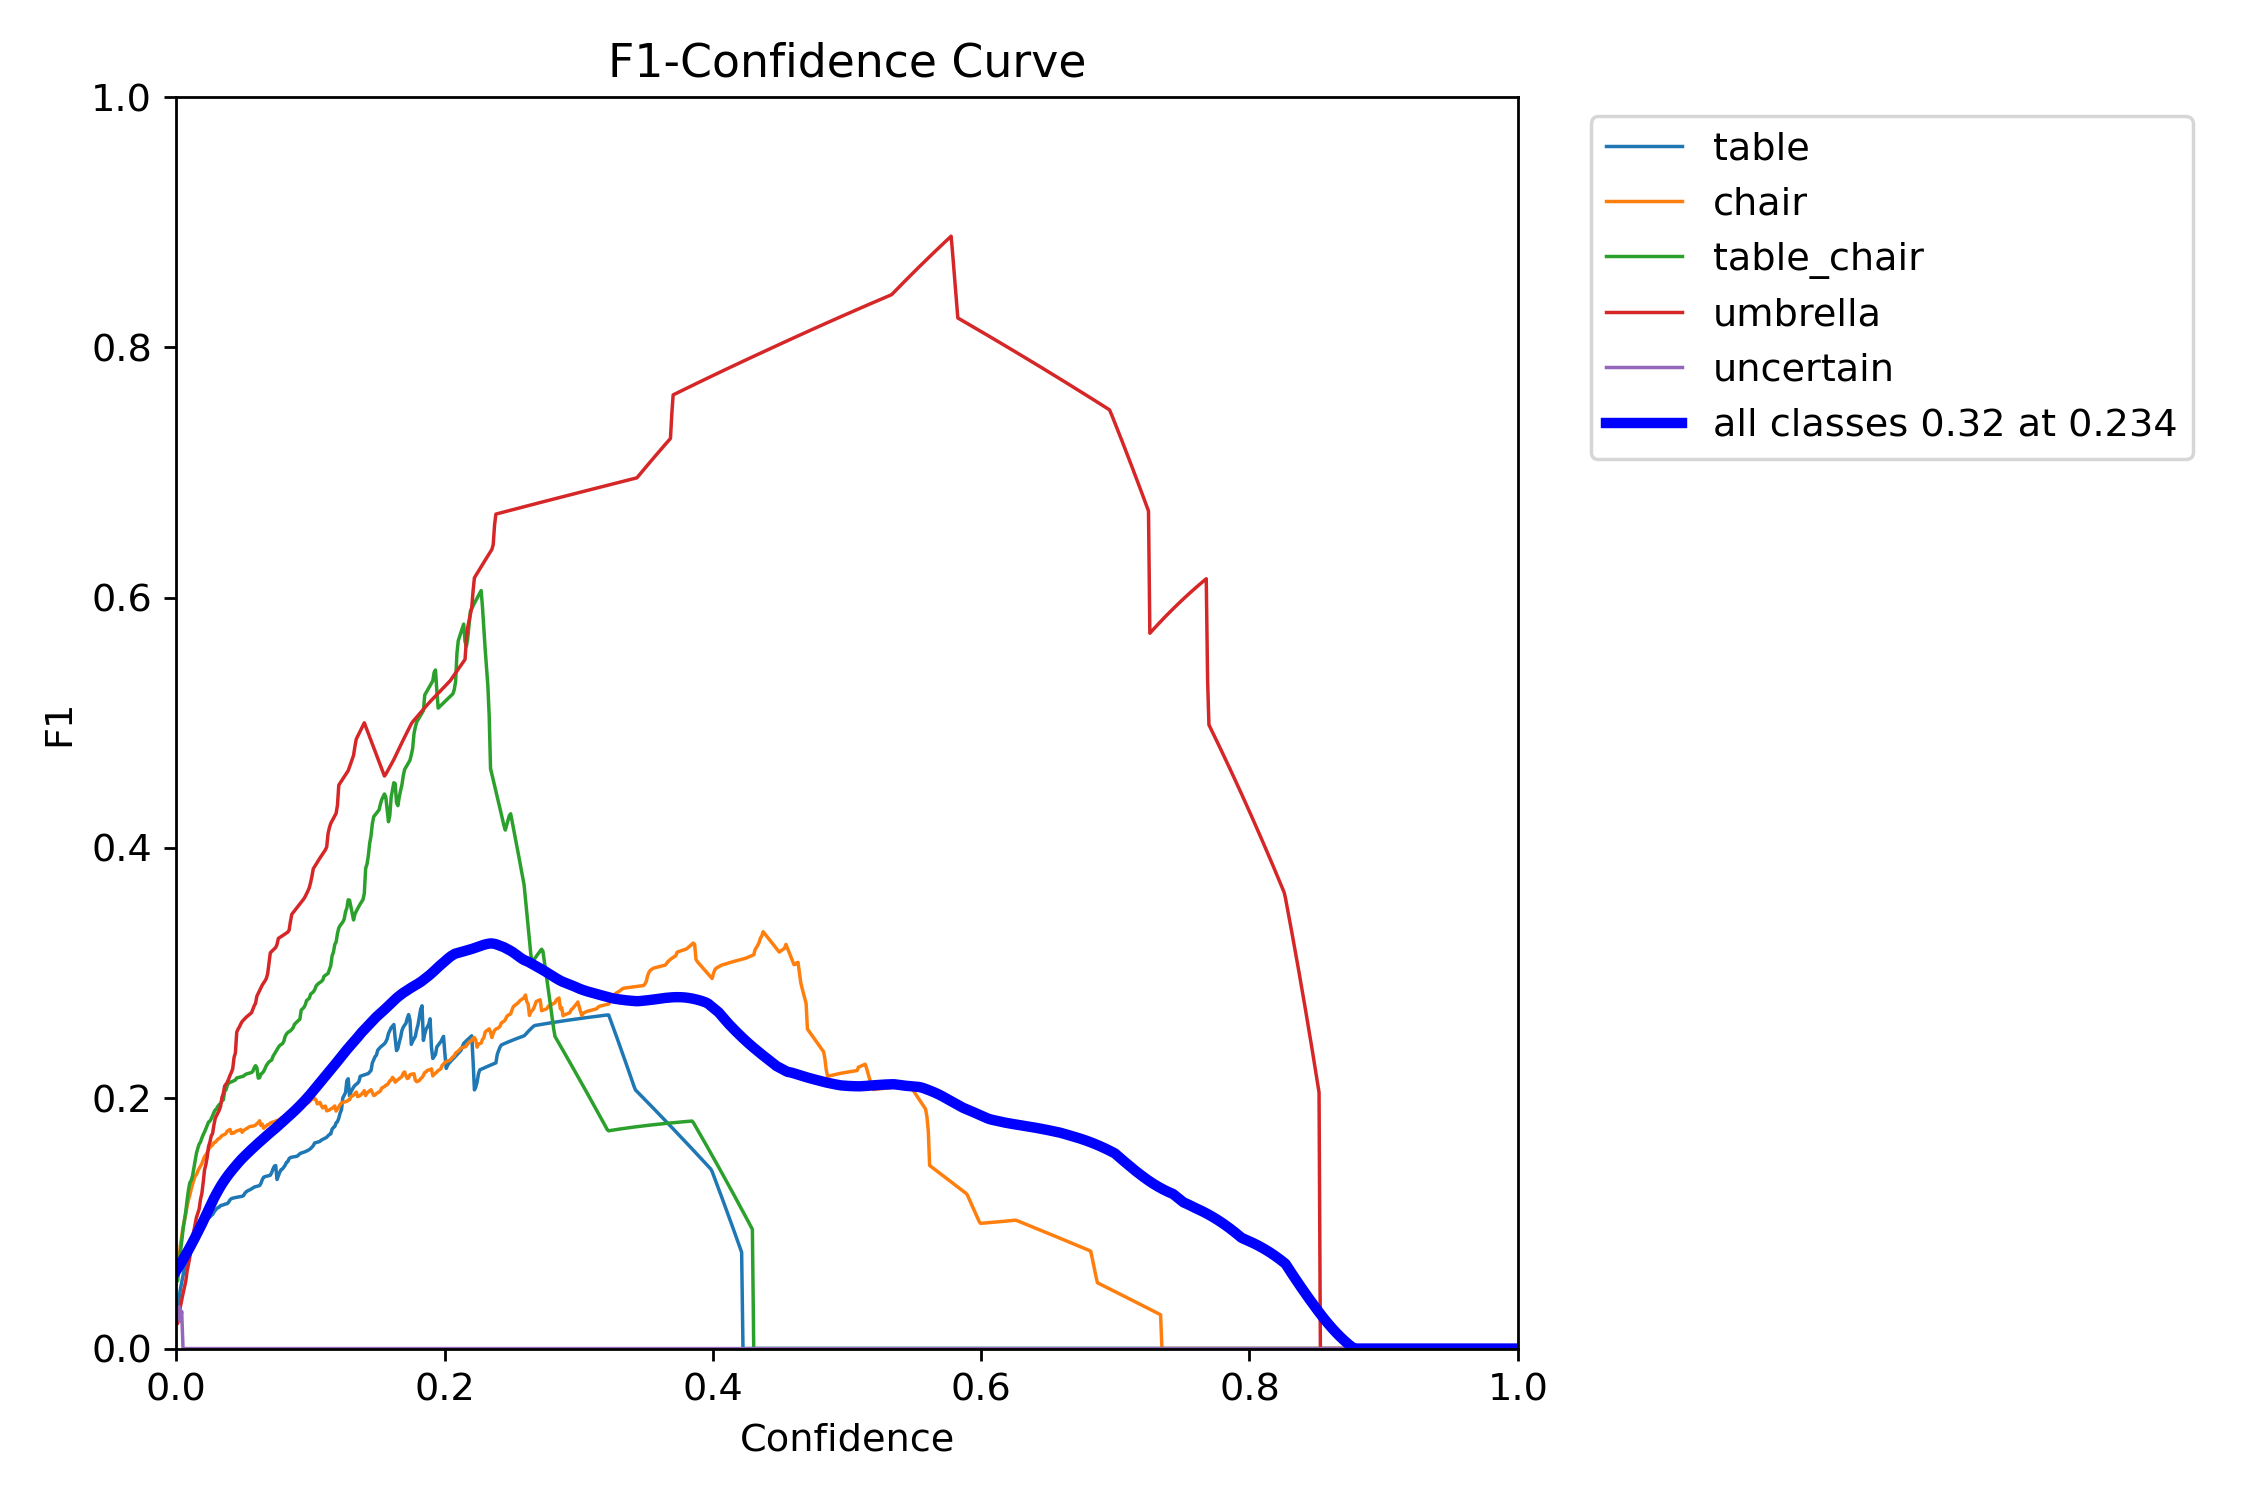 F1-Confidence Curve
1.0
0.8
0.6
0.4
0.2
0.0
F1
0.0 0.2 0.4 0.6 0.8 1.0
Confidence
table
chair
table_chair
umbrella
uncertain
all classes 0.32 at 0.234